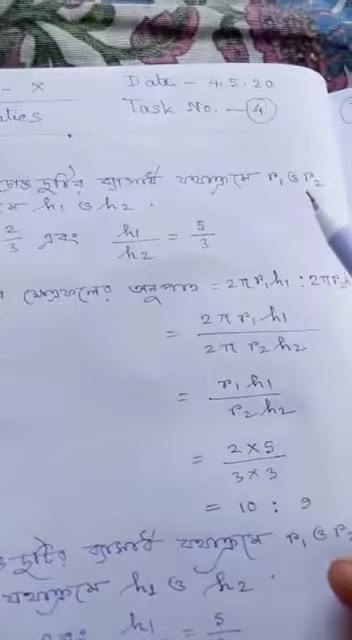 - X
Date - 4.5.20
Task No. - 4
দুটির ব্যাসার্ধ যথাক্রমে r₁ ও r₂
h₁ ও h₂ .
2/3 এবং h₁/h₂ = 5/3
ক্ষেত্রফলের অনুপাত = 2πr₁h₁ : 2πr₂h
= 2πr₁h₁ / 2πr₂h₂
= r₁h₁ / r₂h₂
= 2×5 / 3×3
= 10 : 9
দুটির ব্যাসার্ধ যথাক্রমে r₁ ও r₂
যথাক্রমে h₁ ও h₂ .
h₁ = 5